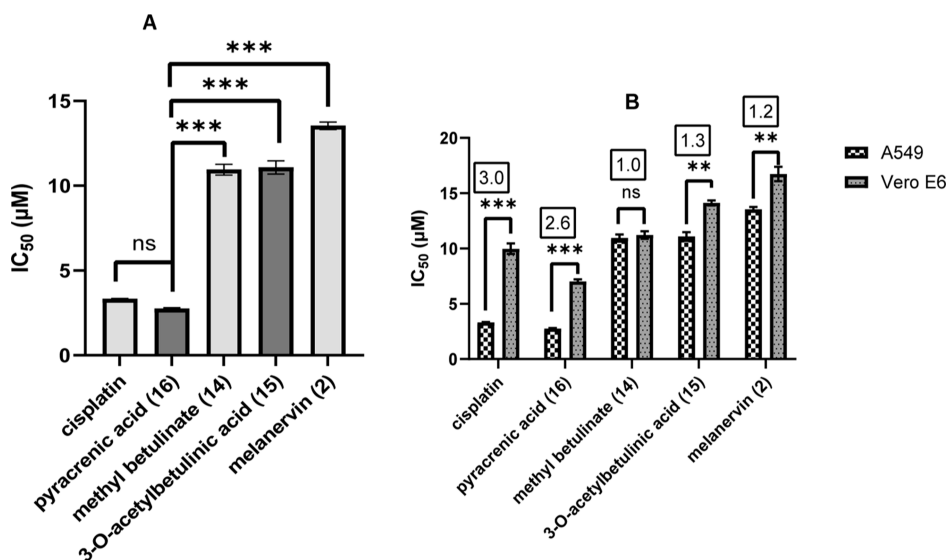 A
***
***
***
ns
15
10
5
0
IC50 (µM)
cisplatin
pyracrenic acid (16)
methyl betulinate (14)
3-O-acetylbetulinic acid (15)
melanervin (2)
B
3.0
***
2.6
***
1.0
ns
1.3
**
1.2
**
20
15
10
5
0
IC50 (µM)
cisplatin
pyracrenic acid (16)
methyl betulinate (14)
3-O-acetylbetulinic acid (15)
melanervin (2)
A549
Vero E6